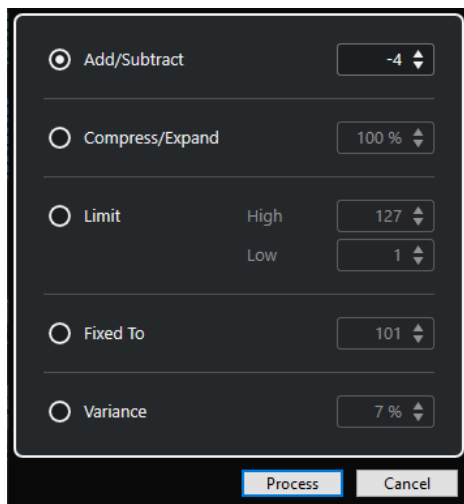 Add/Subtract -4
Compress/Expand 100 %
Limit High 127
Low 1
Fixed To 101
Variance 7 %
Process Cancel